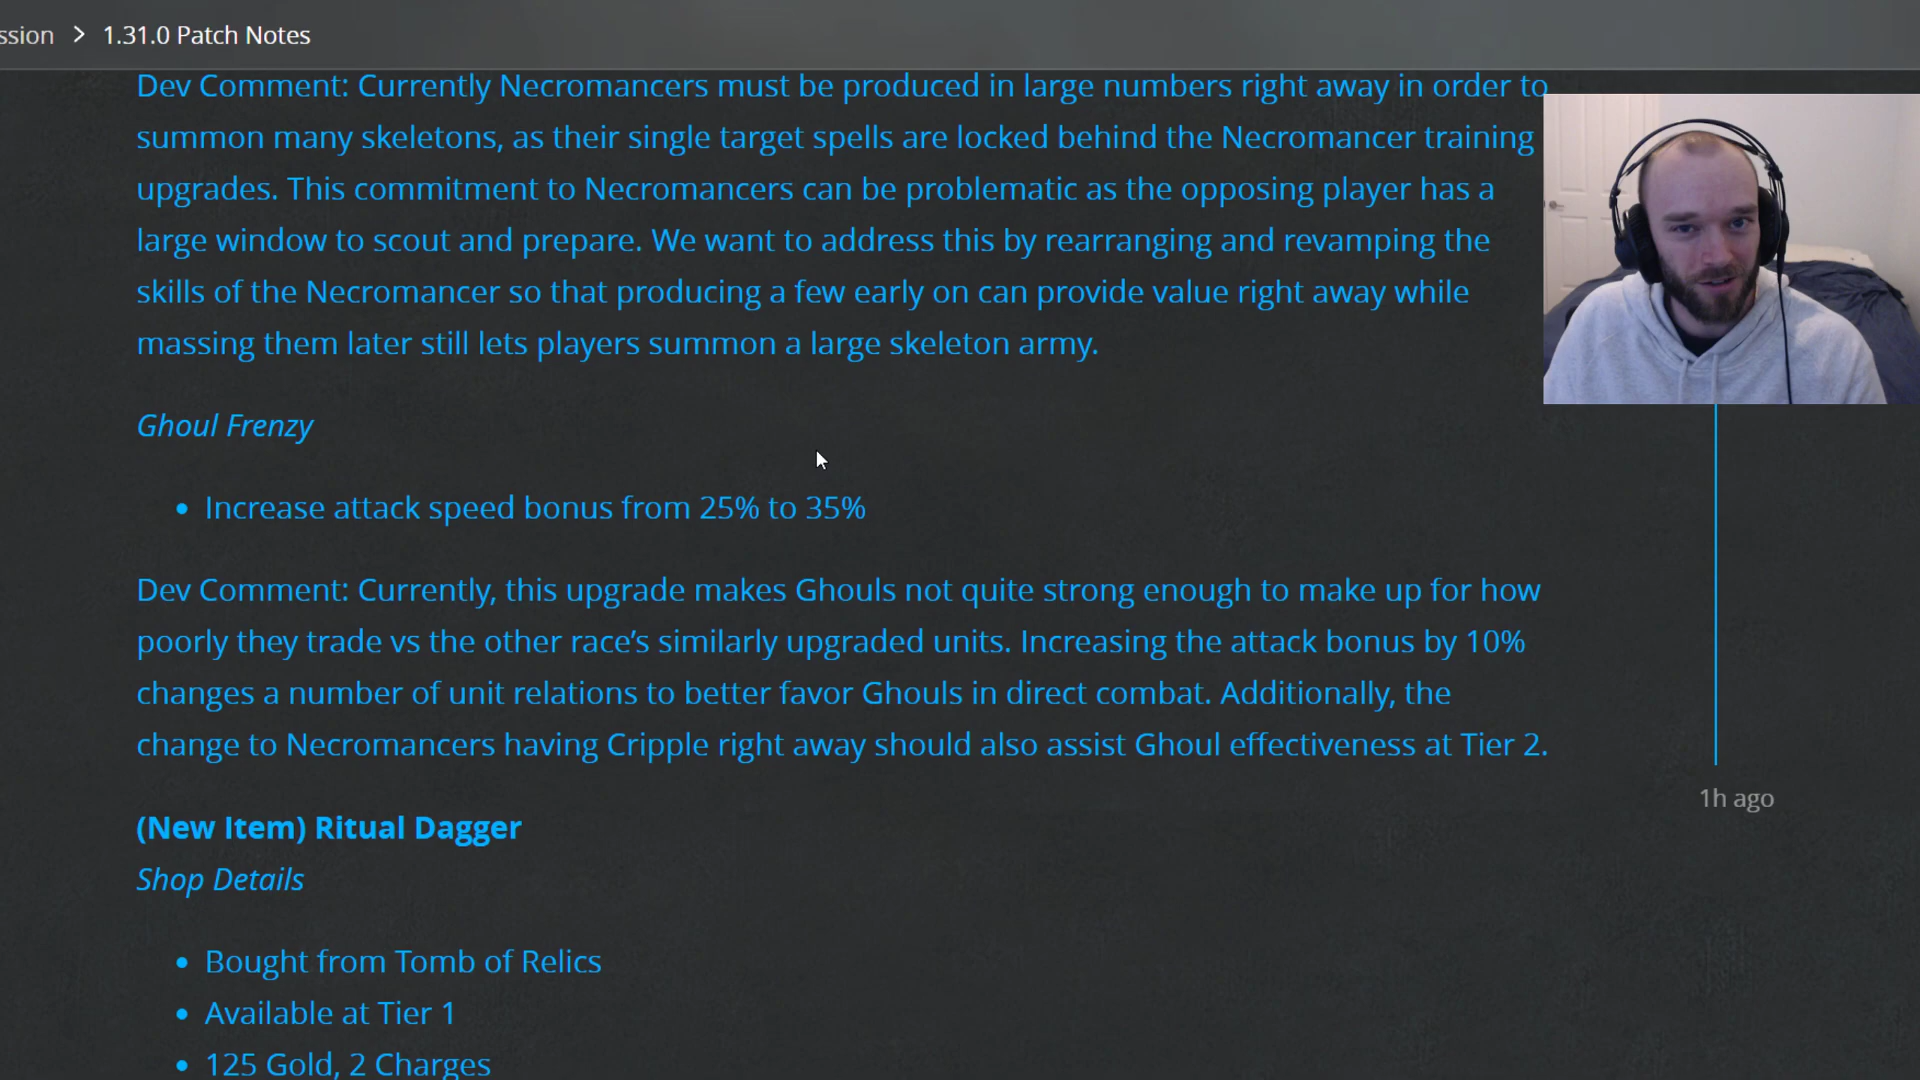 ssion > 1.31.0 Patch Notes
Dev Comment: Currently Necromancers must be produced in large numbers right away in order to
summon many skeletons, as their single target spells are locked behind the Necromancer training
upgrades. This commitment to Necromancers can be problematic as the opposing player has a
large window to scout and prepare. We want to address this by rearranging and revamping the
skills of the Necromancer so that producing a few early on can provide value right away while
massing them later still lets players summon a large skeleton army.
Ghoul Frenzy
• Increase attack speed bonus from 25% to 35%
Dev Comment: Currently, this upgrade makes Ghouls not quite strong enough to make up for how
poorly they trade vs the other race’s similarly upgraded units. Increasing the attack bonus by 10%
changes a number of unit relations to better favor Ghouls in direct combat. Additionally, the
change to Necromancers having Cripple right away should also assist Ghoul effectiveness at Tier 2.
1h ago
(New Item) Ritual Dagger
Shop Details
• Bought from Tomb of Relics
• Available at Tier 1
• 125 Gold, 2 Charges